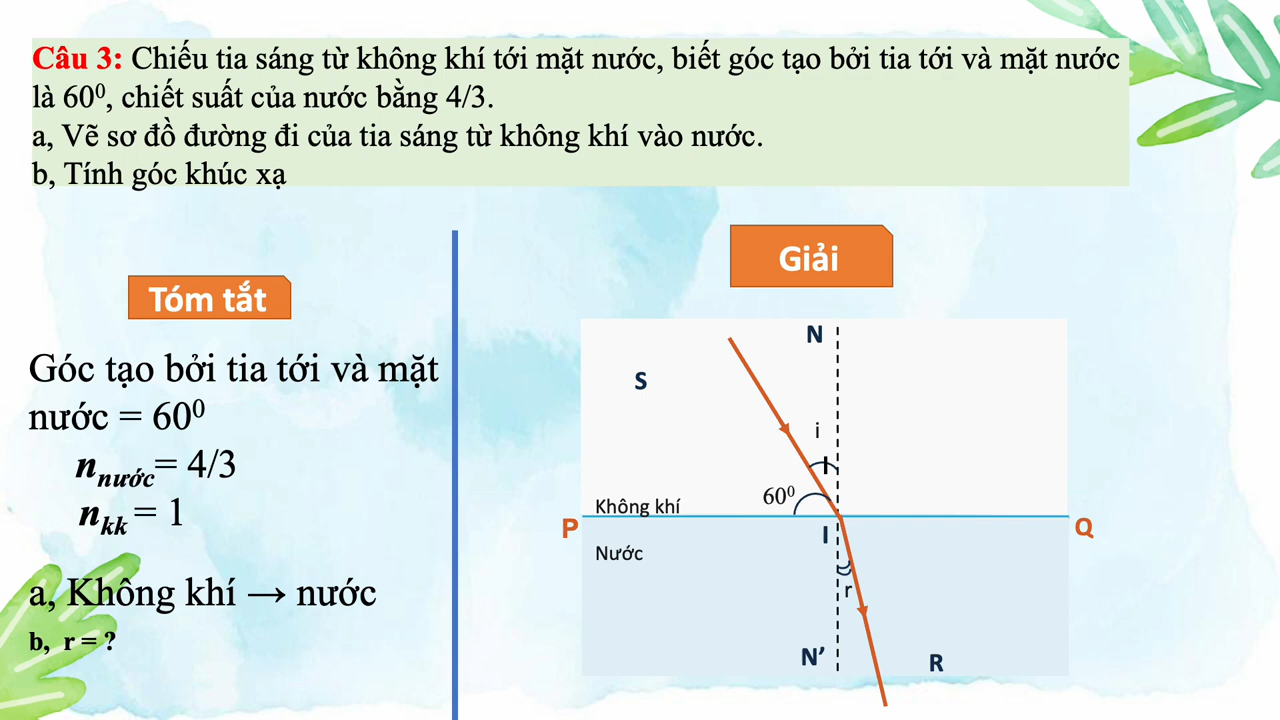 Câu 3: Chiếu tia sáng từ không khí tới mặt nước, biết góc tạo bởi tia tới và mặt nước
là 60⁰, chiết suất của nước bằng 4/3.
a, Vẽ sơ đồ đường đi của tia sáng từ không khí vào nước.
b, Tính góc khúc xạ
Tóm tắt
Góc tạo bởi tia tới và mặt
nước = 60⁰
nnước= 4/3
nkk = 1
a, Không khí → nước
b, r = ?
Giải
N
S
i
60⁰
Không khí
P
Q
I
Nước
r
N’
R